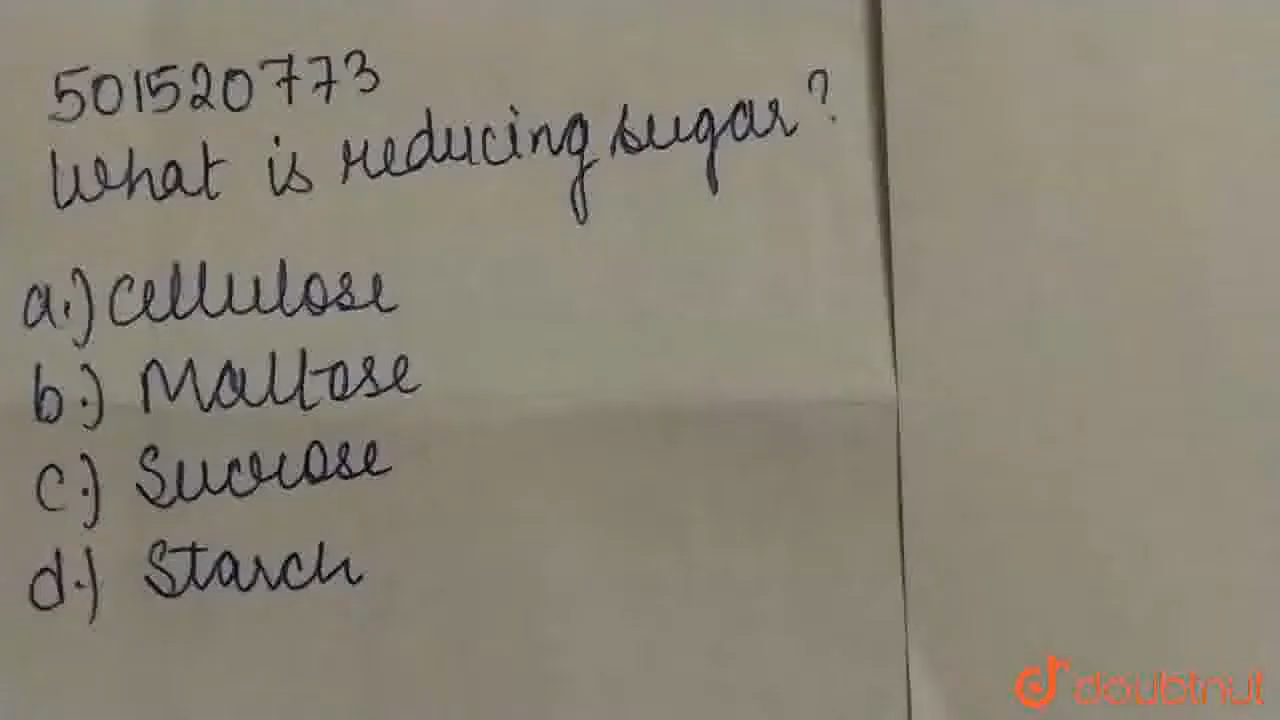 501520773
What is reducing sugar?
a.) Cellulose
b.) Maltose
c.) Sucrose
d.) Starch
doubtnut